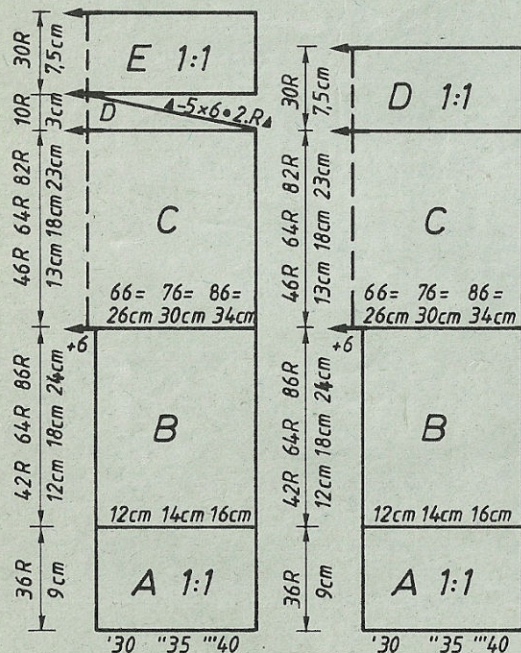 30R 7,5cm
E 1:1
10R 3cm
D
-5x6•2.R
46R 64R 82R
13cm 18cm 23cm
C
66= 76= 86=
26cm 30cm 34cm
+6
42R 64R 86R
12cm 18cm 24cm
B
12cm 14cm 16cm
36R 9cm
A 1:1
'30 "35 '"40
30R 7,5cm
D 1:1
46R 64R 82R
13cm 18cm 23cm
C
66= 76= 86=
26cm 30cm 34cm
+6
42R 64R 86R
12cm 18cm 24cm
B
12cm 14cm 16cm
36R 9cm
A 1:1
'30 "35 '"40